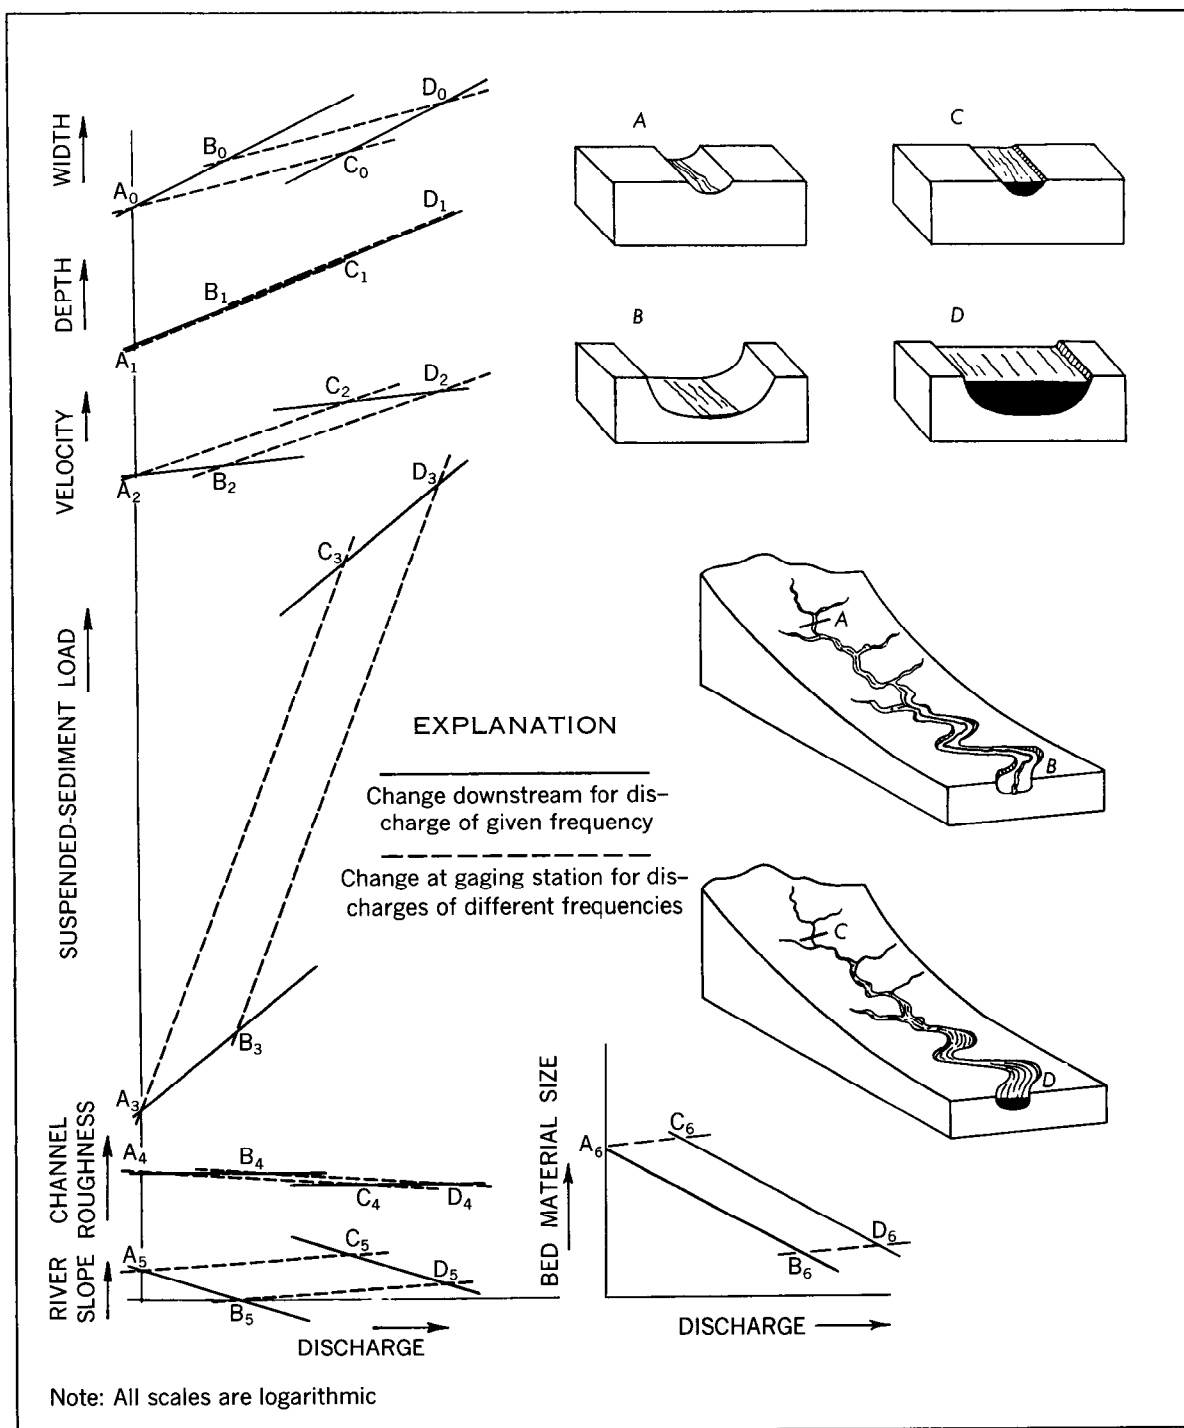 WIDTH
A0
B0
C0
D0
DEPTH
A1
B1
C1
D1
VELOCITY
A2
B2
C2
D2
SUSPENDED-SEDIMENT LOAD
A3
B3
C3
D3
CHANNEL
ROUGHNESS
A4
B4
C4
D4
RIVER
SLOPE
A5
B5
C5
D5
DISCHARGE
A
C
B
D
A
B
C
D
EXPLANATION
Change downstream for dis-
charge of given frequency
Change at gaging station for dis-
charges of different frequencies
BED MATERIAL SIZE
A6
C6
B6
D6
DISCHARGE
Note: All scales are logarithmic